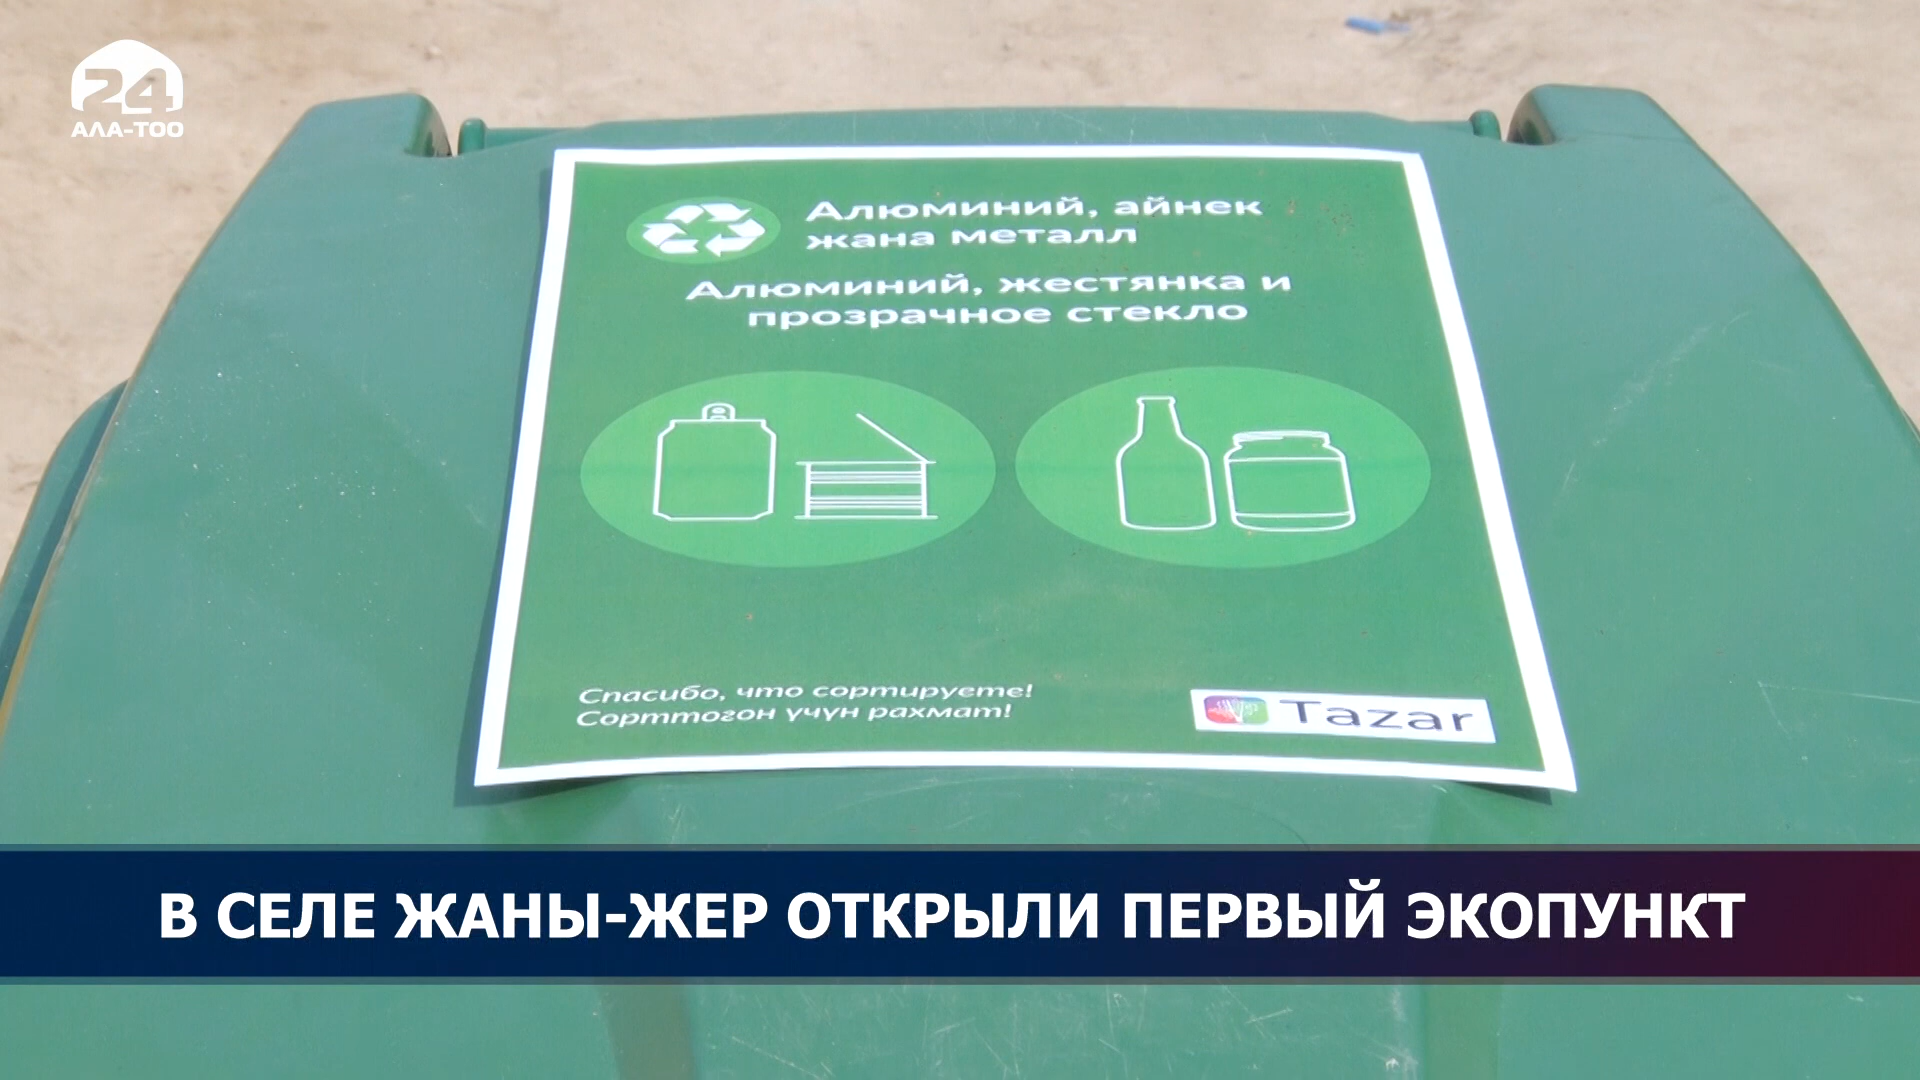 24
АЛА-ТОО
Алюминий, айнек
жана металл
Алюминий, жестянка и
прозрачное стекло
Спасибо, что сортируете!
Сорттогон үчүн рахмат!
Tazar
В СЕЛЕ ЖАНЫ-ЖЕР ОТКРЫЛИ ПЕРВЫЙ ЭКОПУНКТ